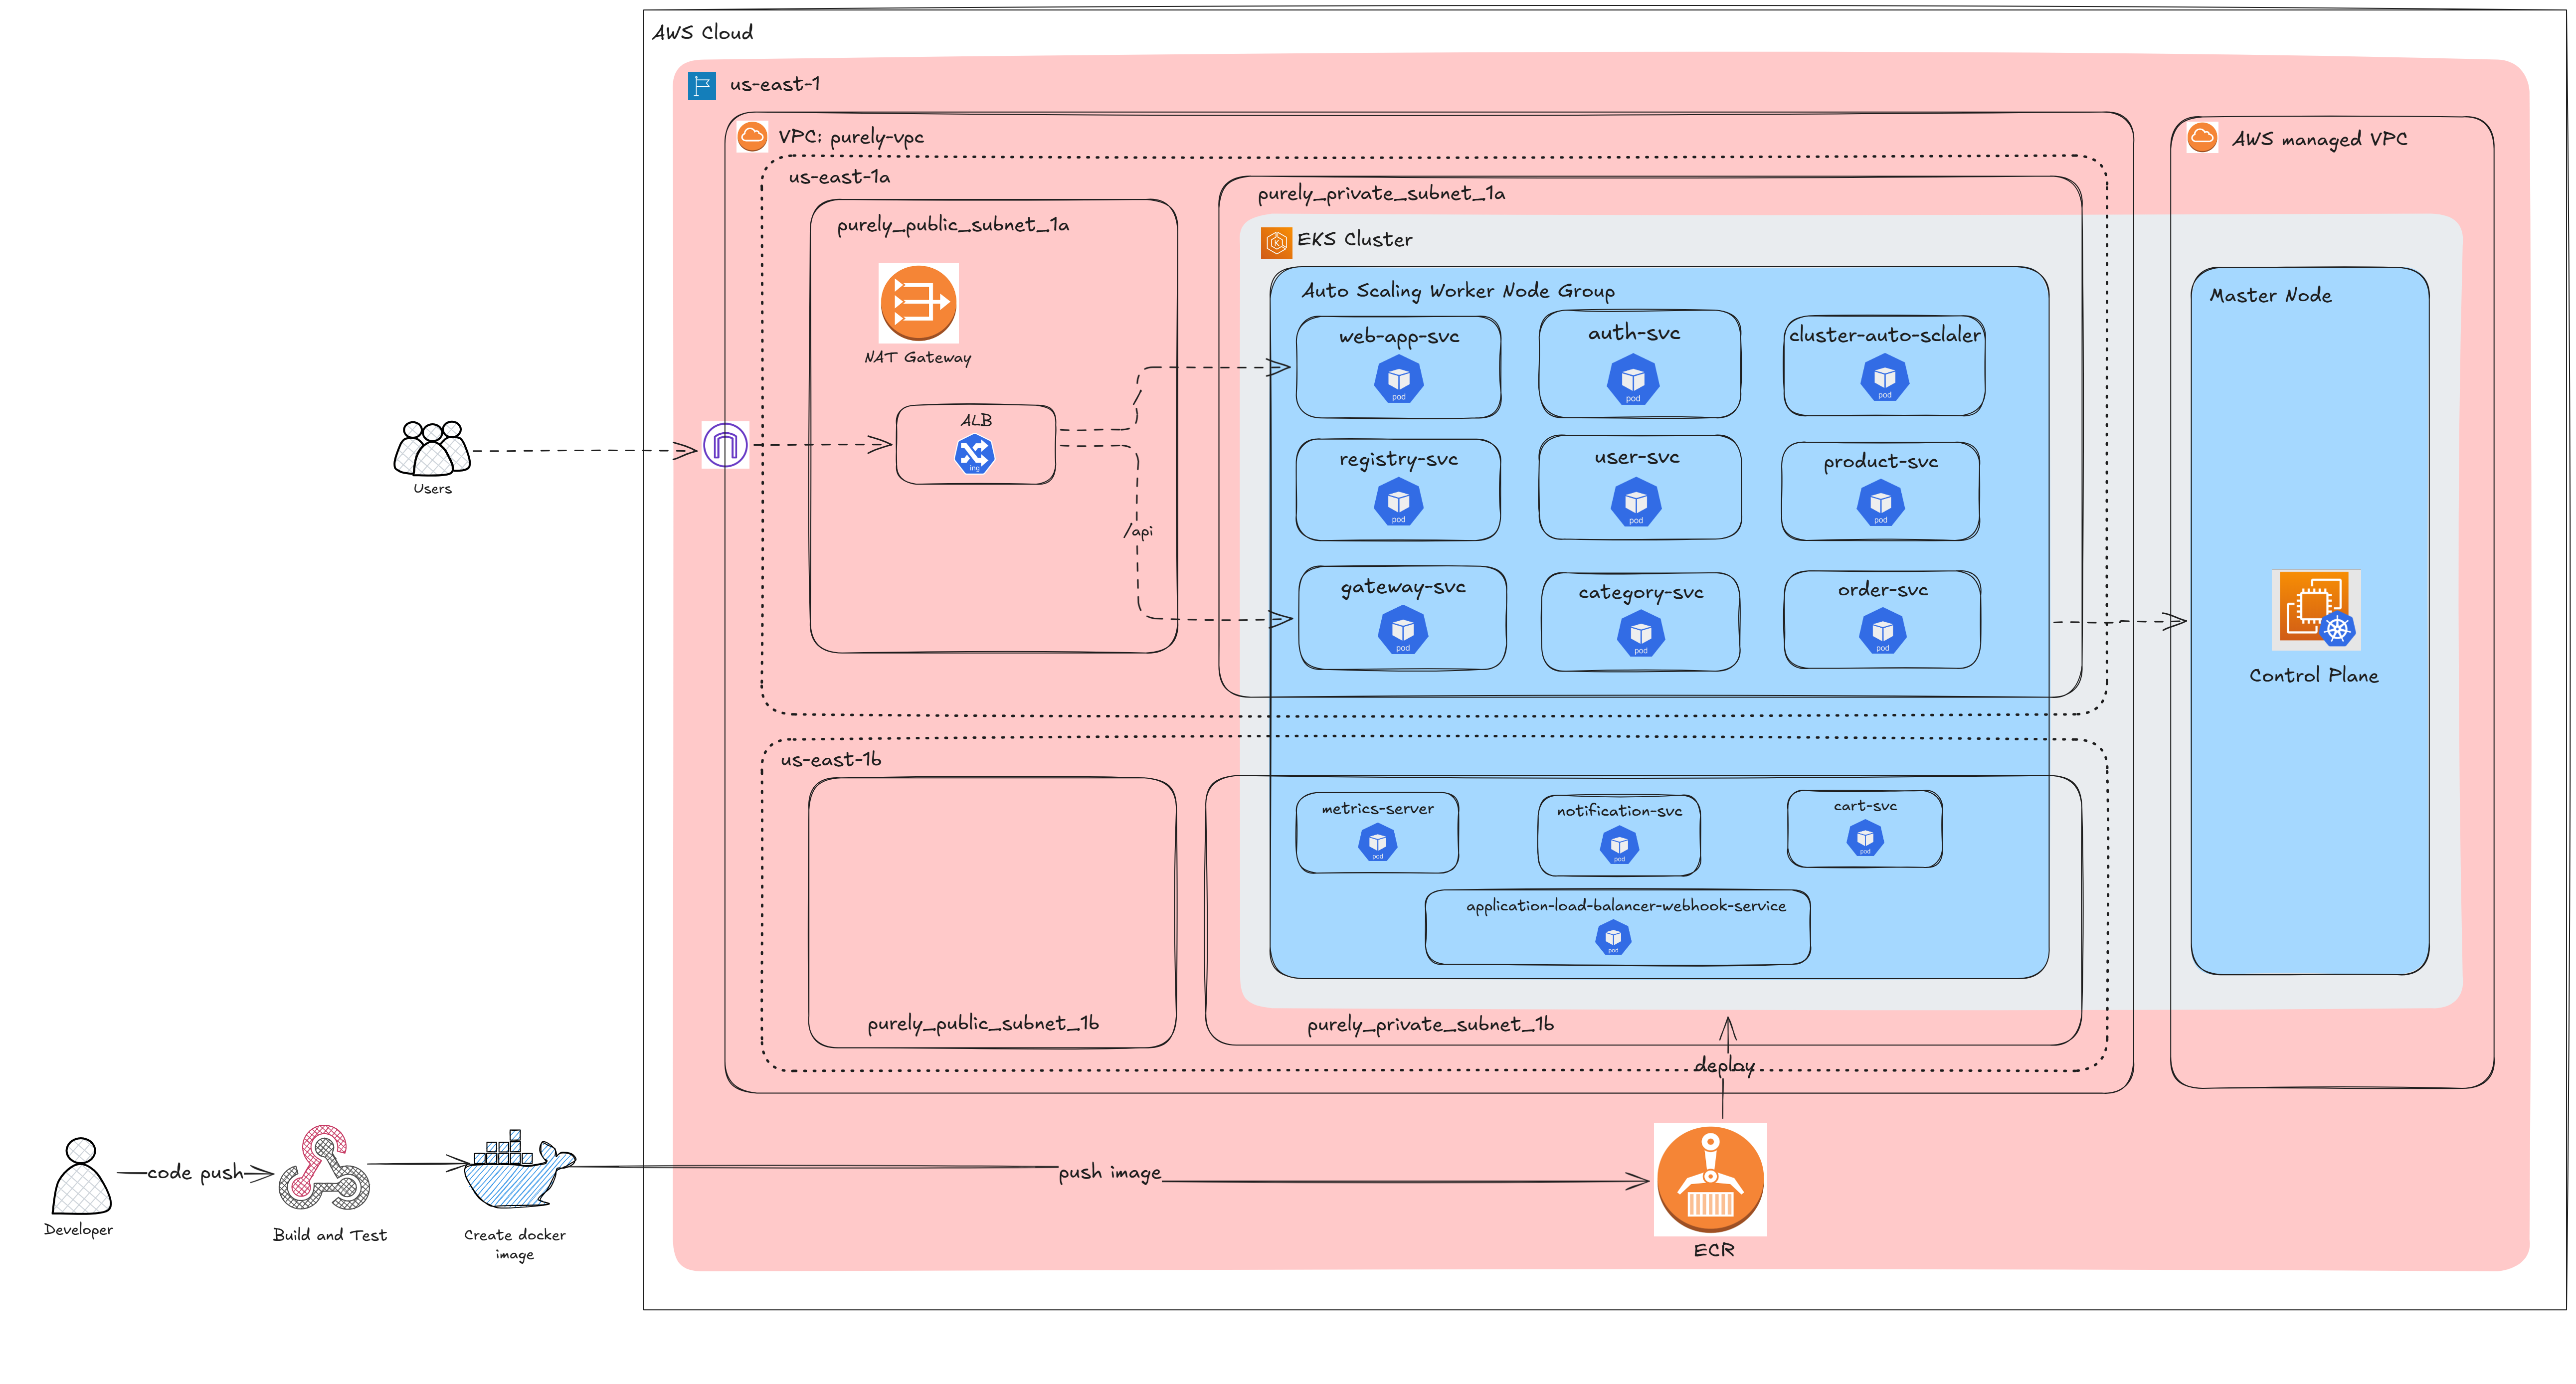 AWS Cloud
us-east-1
VPC: purely-vpc
AWS managed VPC
us-east-1a
purely_public_subnet_1a
NAT Gateway
ALB
ing
/api
purely_private_subnet_1a
EKS Cluster
Auto Scaling Worker Node Group
web-app-svc
pod
auth-svc
pod
cluster-auto-sclaler
pod
registry-svc
pod
user-svc
pod
product-svc
pod
gateway-svc
pod
category-svc
pod
order-svc
pod
Master Node
Control Plane
Users
us-east-1b
purely_public_subnet_1b
metrics-server
pod
notification-svc
pod
cart-svc
pod
application-load-balancer-webhook-service
pod
purely_private_subnet_1b
deploy
Developer
code push
Build and Test
Create docker
image
push image
ECR